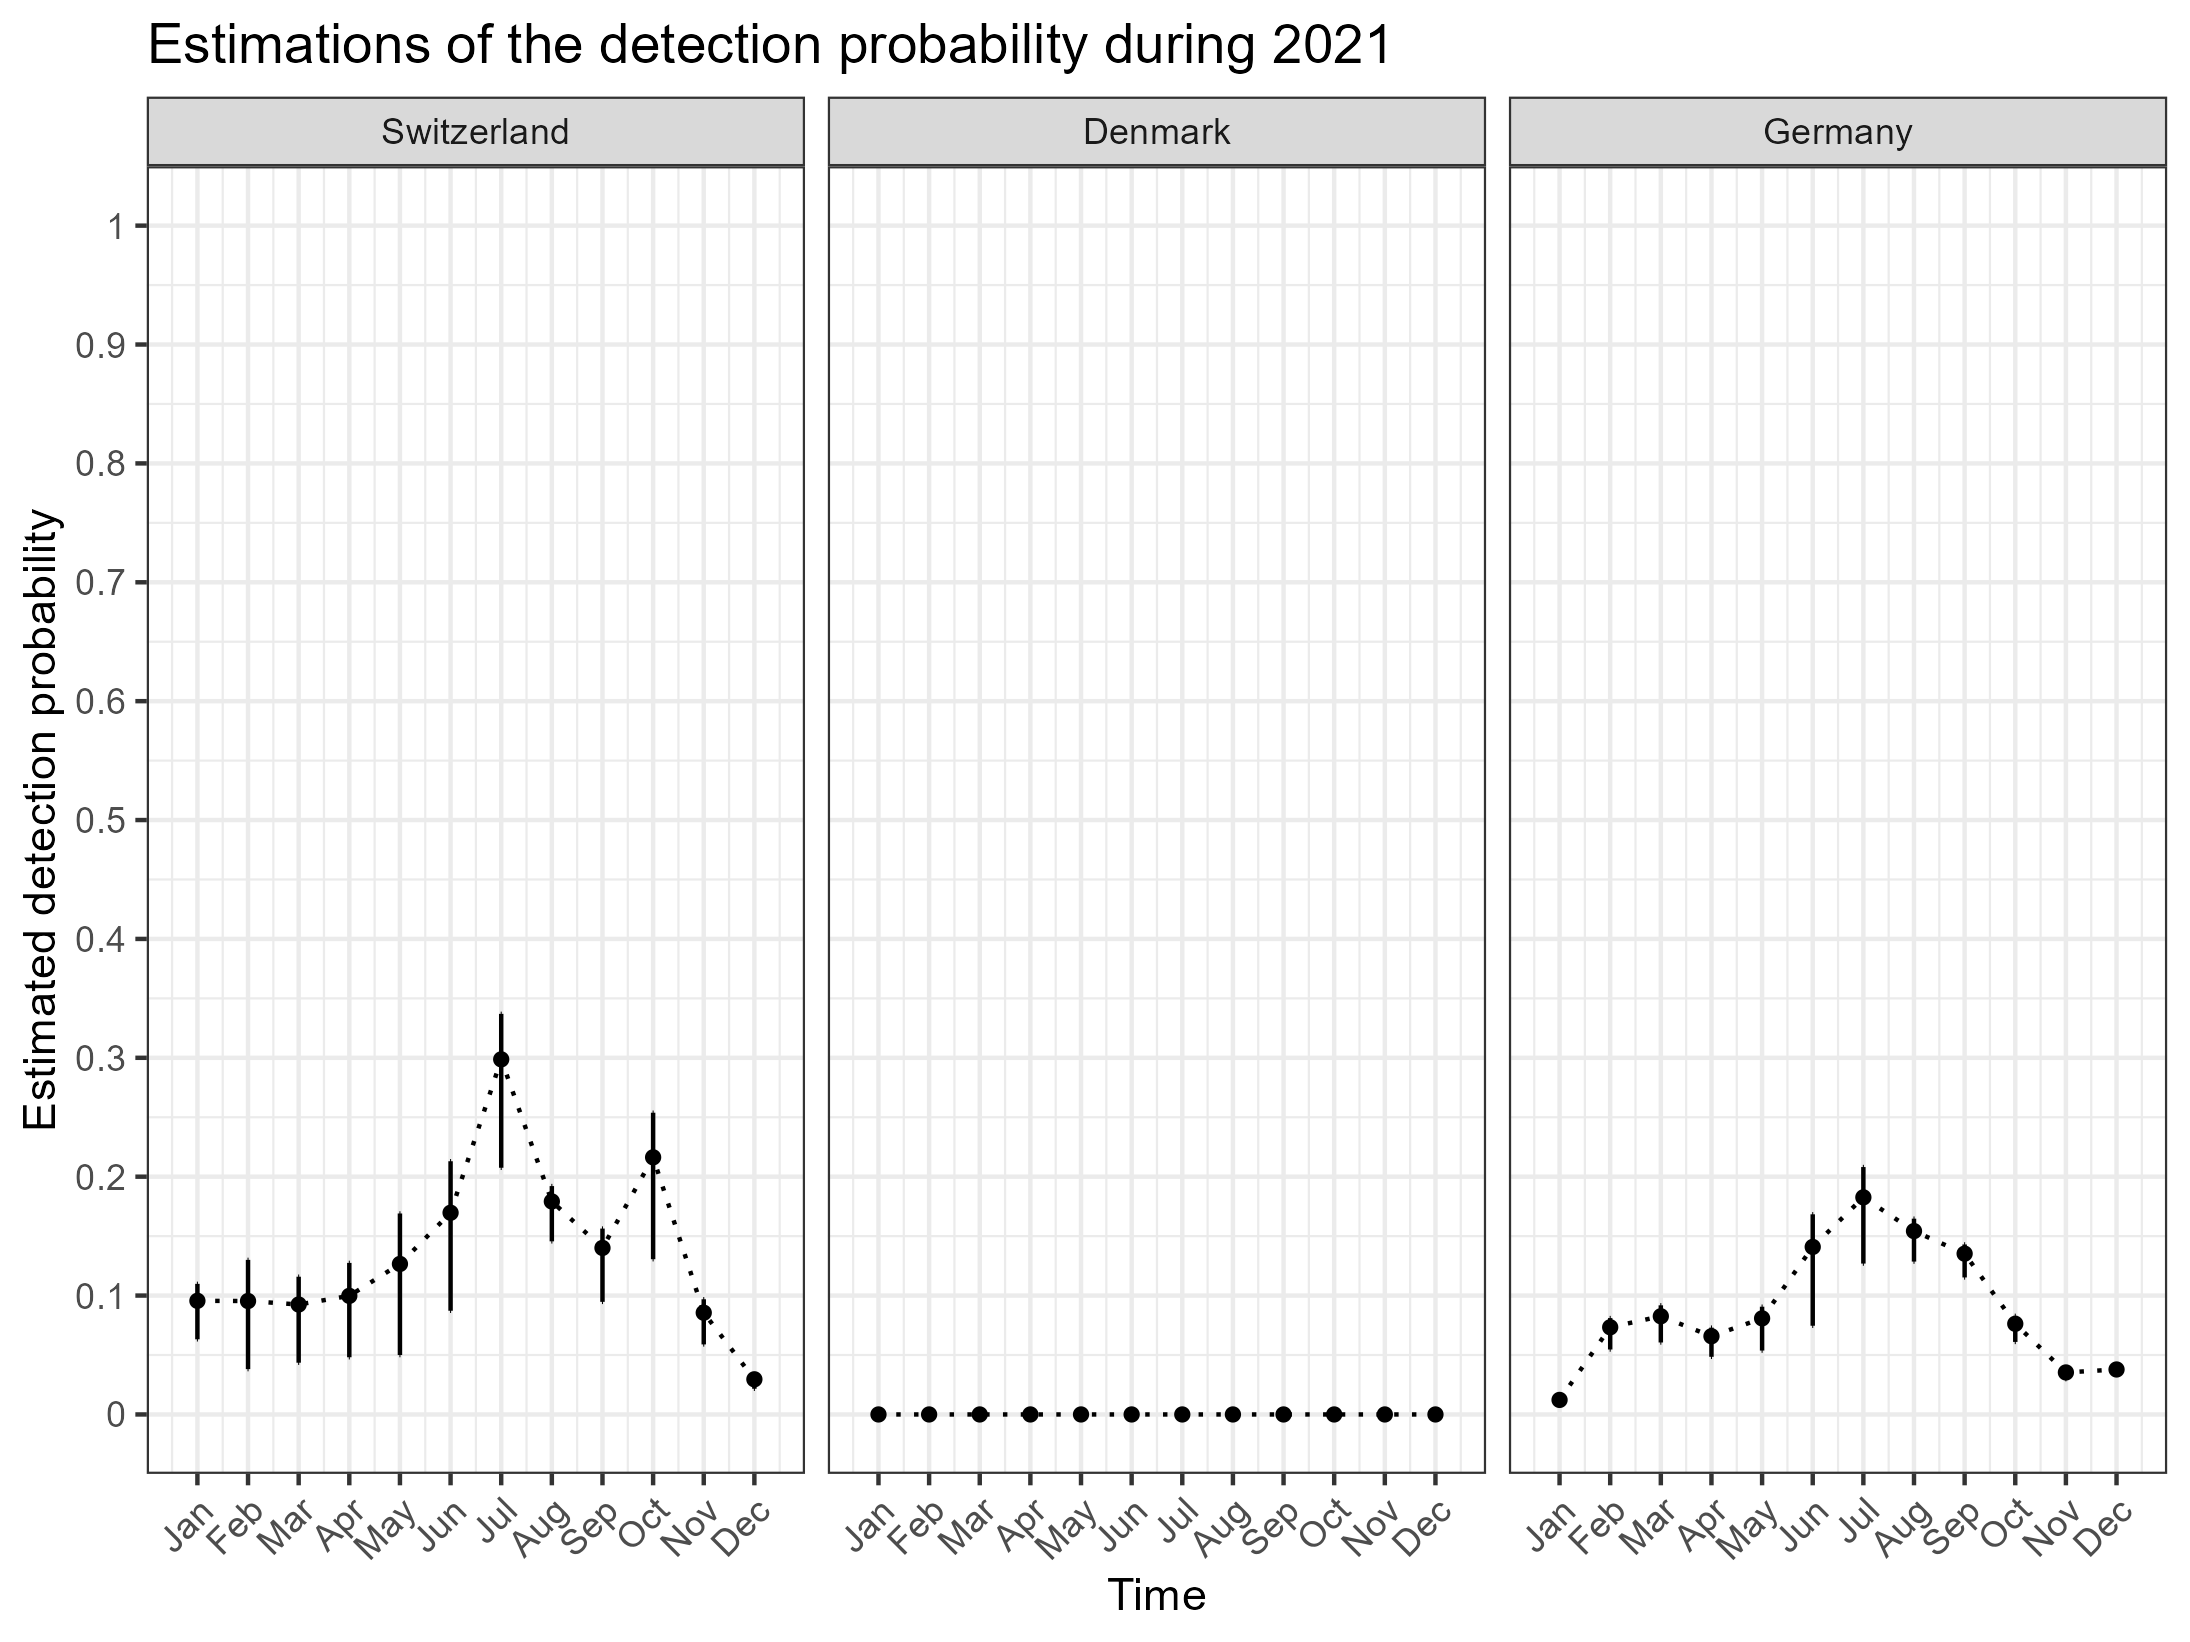 Estimations of the detection probability during 2021
Switzerland
Denmark
Germany
Estimated detection probability
1
0.9
0.8
0.7
0.6
0.5
0.4
0.3
0.2
0.1
0
Jan Feb Mar Apr May Jun Jul Aug Sep Oct Nov Dec
Jan Feb Mar Apr May Jun Jul Aug Sep Oct Nov Dec
Jan Feb Mar Apr May Jun Jul Aug Sep Oct Nov Dec
Time